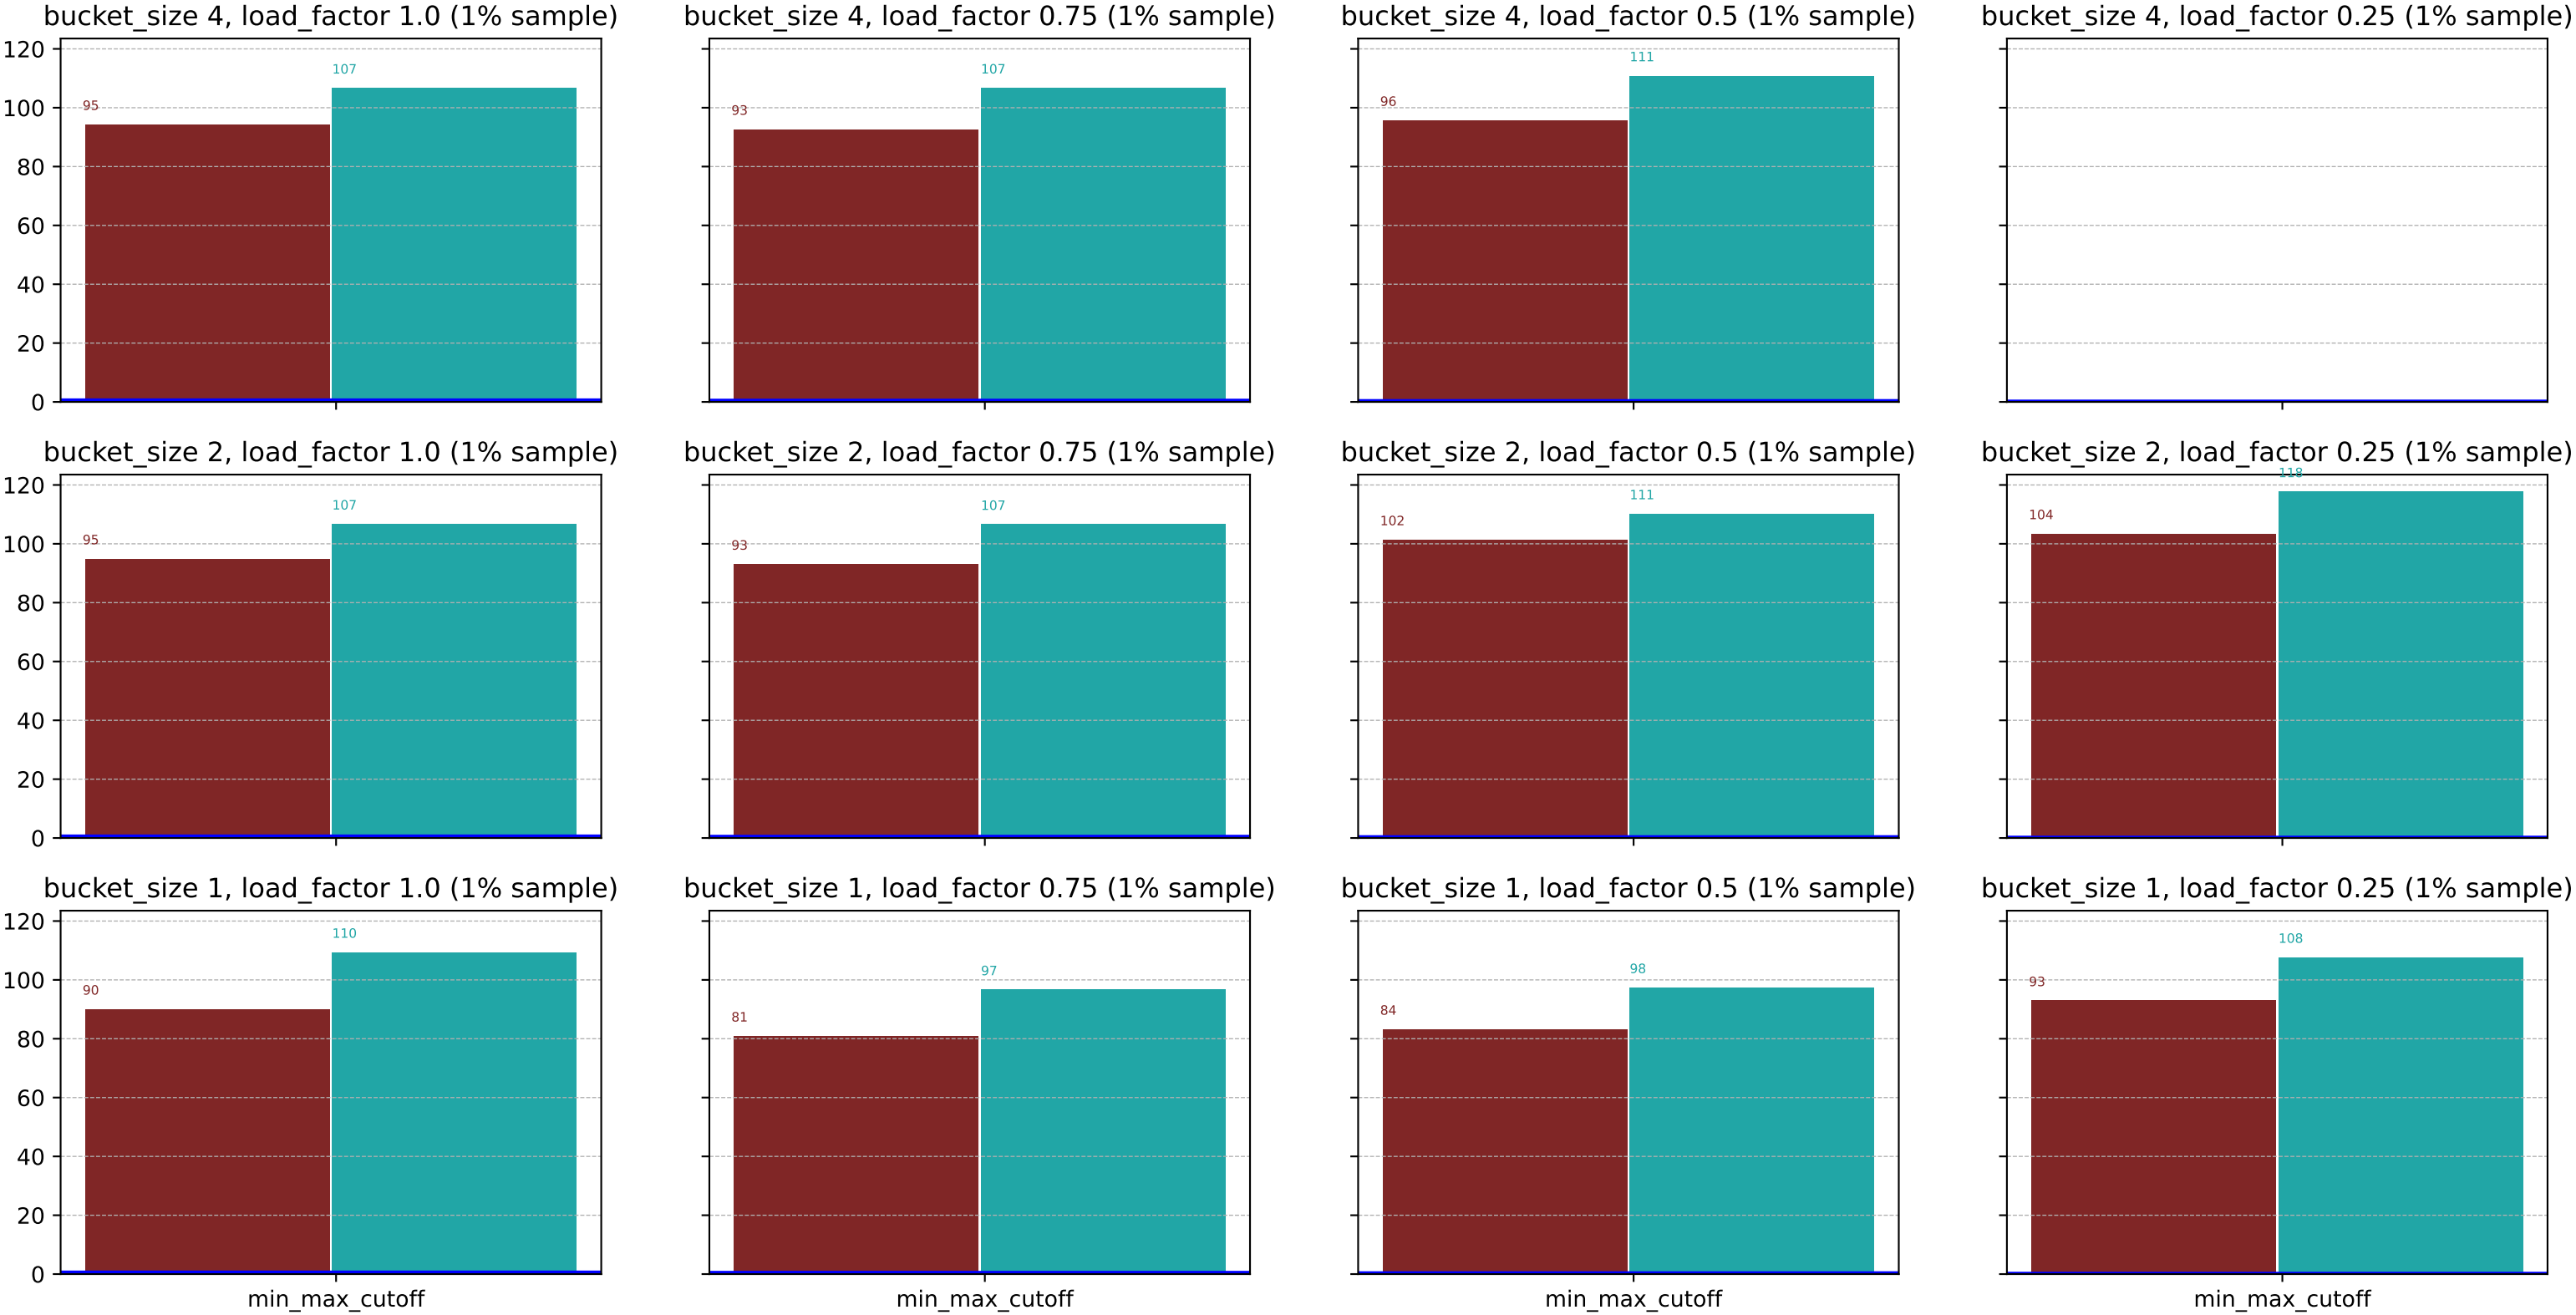 bucket_size 4, load_factor 1.0 (1% sample)
120
100
80
60
40
20
0
95
107
bucket_size 4, load_factor 0.75 (1% sample)
93
107
bucket_size 4, load_factor 0.5 (1% sample)
96
111
bucket_size 4, load_factor 0.25 (1% sample)
bucket_size 2, load_factor 1.0 (1% sample)
120
100
80
60
40
20
0
95
107
bucket_size 2, load_factor 0.75 (1% sample)
93
107
bucket_size 2, load_factor 0.5 (1% sample)
102
111
bucket_size 2, load_factor 0.25 (1% sample)
104
118
bucket_size 1, load_factor 1.0 (1% sample)
120
100
80
60
40
20
0
90
110
min_max_cutoff
bucket_size 1, load_factor 0.75 (1% sample)
81
97
min_max_cutoff
bucket_size 1, load_factor 0.5 (1% sample)
84
98
min_max_cutoff
bucket_size 1, load_factor 0.25 (1% sample)
93
108
min_max_cutoff